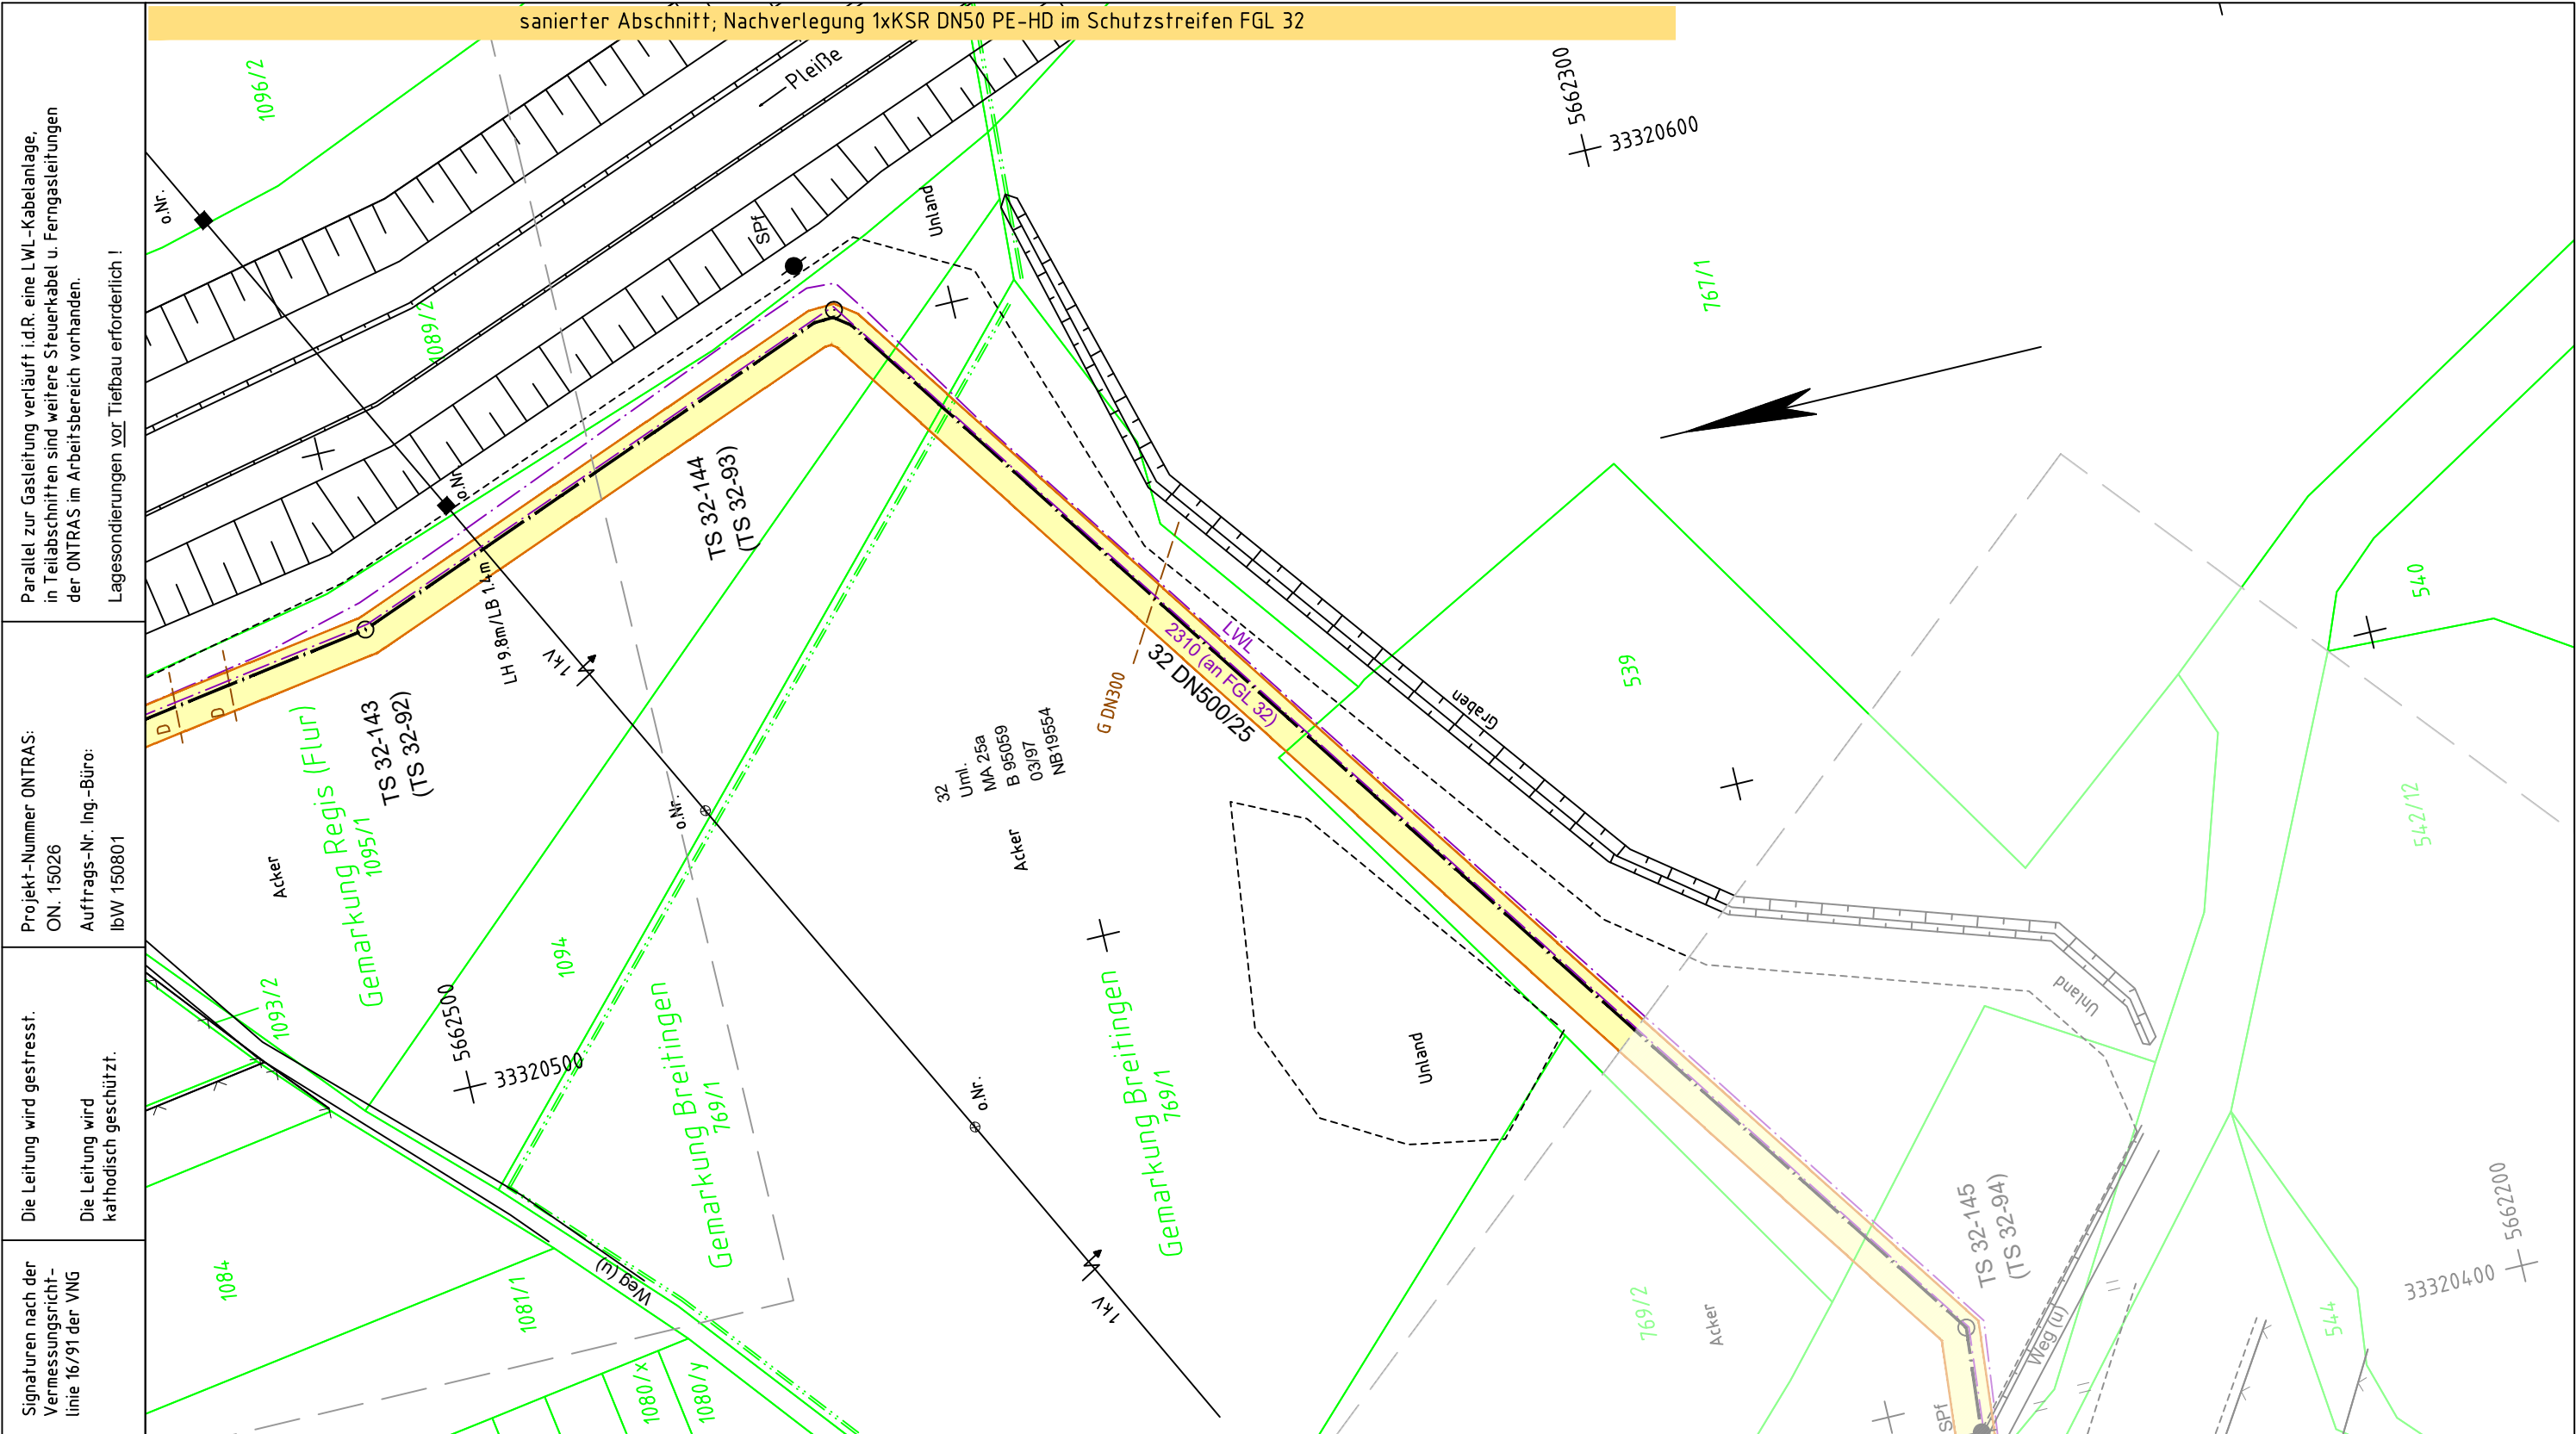 sanierter Abschnitt; Nachverlegung 1xKSR DN50 PE-HD im Schutzstreifen FGL 32
Parallel zur Gasleitung verläuft i.d.R. eine LWL-Kabelanlage,
in Teilabschnitten sind weitere Steuerkabel u. Ferngasleitungen
der ONTRAS im Arbeitsbereich vorhanden.
Lagesondierungen vor Tiefbau erforderlich !
Projekt-Nummer ONTRAS:
ON. 15026
Auftrags-Nr. Ing.-Büro:
IbW 150801
Die Leitung wird gestresst.
Die Leitung wird
kathodisch geschützt.
Signaturen nach der
Vermessungsricht-
linie 16/91 der VNG
1096/2
o.Nr.
Pleiße
1089/2
SPf
Unland
5662300
33320600
767/1
o.Nr.
LH 9.8m/LB 1.4m
1kV
TS 32-144
(TS 32-93)
TS 32-143
(TS 32-92)
D
D
Gemarkung Regis (Flur)
1095/1
Acker
1093/2
1094
5662500
33320500
o.Nr.
Gemarkung Breitingen
769/1
32
Uml.
MA 25a
B 95059
03/97
NB19554
Acker
G DN300
LWL
2310 (an FGL 32)
32 DN500/25
Graben
539
540
542/12
Gemarkung Breitingen
769/1
o.Nr.
1kV
Unland
Unland
1084
1081/1
Weg (u)
1080/x
1080/y
769/2
Acker
TS 32-145
(TS 32-94)
Weg (u)
SPf
544
33320400
5662200